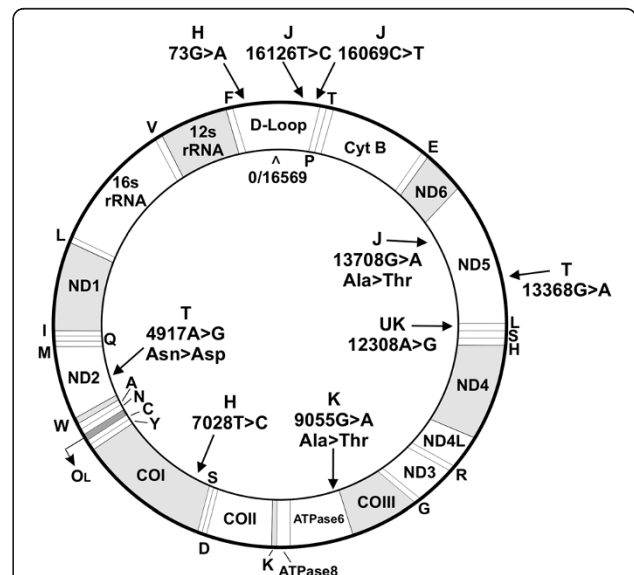 H
73G>A
J
16126T>C
J
16069C>T
F
D-Loop
T
P
^
0/16569
V
12s
rRNA
Cyt B
E
ND6
16s
rRNA
L
ND1
J
13708G>A
Ala>Thr
ND5
T
13368G>A
I
Q
M
T
4917A>G
Asn>Asp
UK
12308A>G
L
S
H
ND2
ND4
A
N
C
Y
W
OL
H
7028T>C
K
9055G>A
Ala>Thr
ND4L
R
ND3
G
COI
S
D
COII
K
ATPase8
ATPase6
COIII